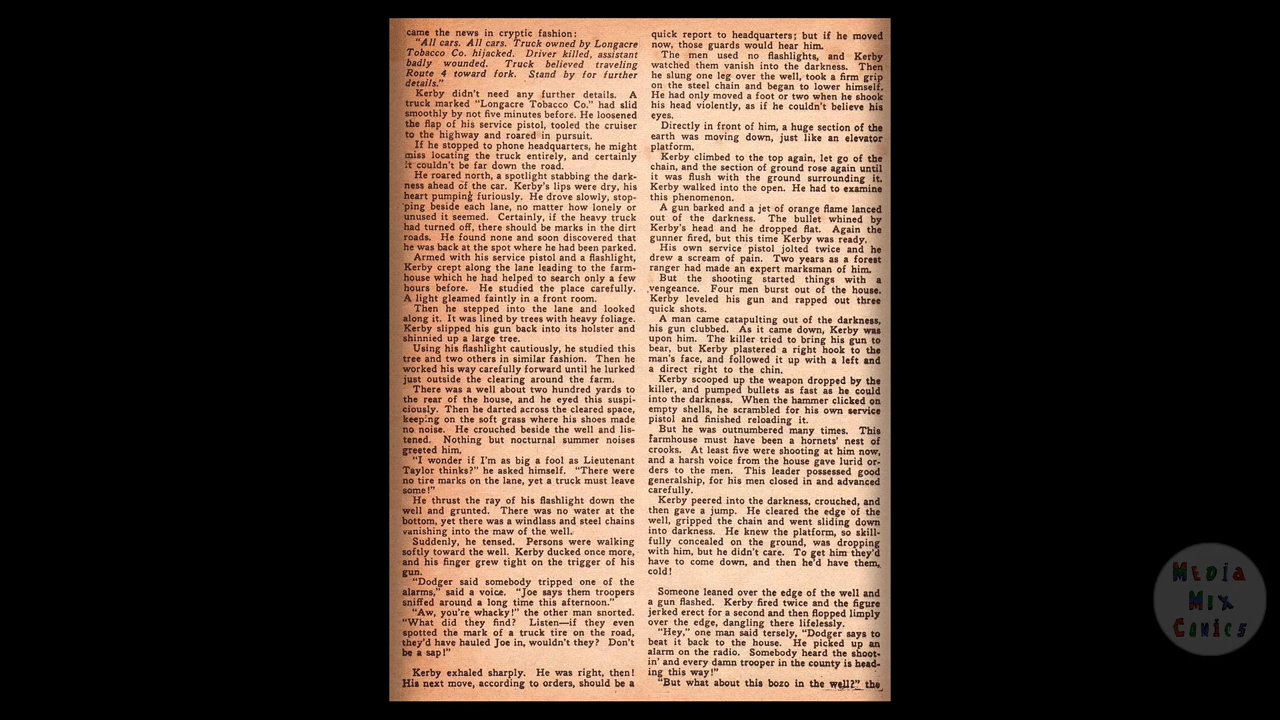 came the news in cryptic fashion:
"All cars. All cars. Truck owned by Longacre
Tobacco Co. hijacked. Driver killed, assistant
badly wounded. Truck believed traveling
Route 4 toward fork. Stand by for further
details."
Kerby didn't need any further details. A
truck marked "Longacre Tobacco Co." had slid
smoothly by not five minutes before. He loosened
the flap of his service pistol, tooled the cruiser
to the highway and roared in pursuit.
If he stopped to phone headquarters, he might
miss locating the truck entirely, and certainly
it couldn't be far down the road.
He roared north, a spotlight stabbing the dark-
ness ahead of the car. Kerby's lips were dry, his
heart pumping furiously. He drove slowly, stop-
ping beside each lane, no matter how lonely or
unused it seemed. Certainly, if the heavy truck
had turned off, there should be marks in the dirt
roads. He found none and soon discovered that
he was back at the spot where he had been parked.
Armed with his service pistol and a flashlight,
Kerby crept along the lane leading to the farm-
house which he had helped to search only a few
hours before. He studied the place carefully.
A light gleamed faintly in a front room.
Then he stepped into the lane and looked
along it. It was lined by trees with heavy foliage.
Kerby slipped his gun back into its holster and
shinnied up a large tree.
Using his flashlight cautiously, he studied this
tree and two others in similar fashion. Then he
worked his way carefully forward until he lurked
just outside the clearing around the farm.
There was a well about two hundred yards to
the rear of the house, and he eyed this suspi-
ciously. Then he darted across the cleared space,
keeping on the soft grass where his shoes made
no noise. He crouched beside the well and lis-
tened. Nothing but nocturnal summer noises
greeted him.
"I wonder if I'm as big a fool as Lieutenant
Taylor thinks?" he asked himself. "There were
no tire marks on the lane, yet a truck must leave
some!"
He thrust the ray of his flashlight down the
well and grunted. There was no water at the
bottom, yet there was a windlass and steel chains
vanishing into the maw of the well.
Suddenly, he tensed. Persons were walking
softly toward the well. Kerby ducked once more,
and his finger grew tight on the trigger of his
gun.
"Dodger said somebody tripped one of the
alarms," said a voice. "Joe says them troopers
sniffed around a long time this afternoon."
"Aw, you're whacky!" the other man snorted.
"What did they find? Listen—if they even
spotted the mark of a truck tire on the road,
they'd have hauled Joe in, wouldn't they? Don't
be a sap!"
Kerby exhaled sharply. He was right, then!
His next move, according to orders, should be a
quick report to headquarters; but if he moved
now, those guards would hear him.
The men used no flashlights, and Kerby
watched them vanish into the darkness. Then
he slung one leg over the well, took a firm grip
on the steel chain and began to lower himself.
He had only moved a foot or two when he shook
his head violently, as if he couldn't believe his
eyes.
Directly in front of him, a huge section of the
earth was moving down, just like an elevator
platform.
Kerby climbed to the top again, let go of the
chain, and the section of ground rose again until
it was flush with the ground surrounding it.
Kerby walked into the open. He had to examine
this phenomenon.
A gun barked and a jet of orange flame lanced
out of the darkness. The bullet whined by
Kerby's head and he dropped flat. Again the
gunner fired, but this time Kerby was ready.
His own service pistol jolted twice and he
drew a scream of pain. Two years as a forest
ranger had made an expert marksman of him.
But the shooting started things with a
vengeance. Four men burst out of the house.
Kerby leveled his gun and rapped out three
quick shots.
A man came catapulting out of the darkness,
his gun clubbed. As it came down, Kerby was
upon him. The killer tried to bring his gun to
bear, but Kerby plastered a right hook to the
man's face, and followed it up with a left and
a direct right to the chin.
Kerby scooped up the weapon dropped by the
killer, and pumped bullets as fast as he could
into the darkness. When the hammer clicked on
empty shells, he scrambled for his own service
pistol and finished reloading it.
But he was outnumbered many times. This
farmhouse must have been a hornets' nest of
crooks. At least five were shooting at him now,
and a harsh voice from the house gave lurid or-
ders to the men. This leader possessed good
generalship, for his men closed in and advanced
carefully.
Kerby peered into the darkness, crouched, and
then gave a jump. He cleared the edge of the
well, gripped the chain and went sliding down
into darkness. He knew the platform, so skill-
fully concealed on the ground, was dropping
with him, but he didn't care. To get him they'd
have to come down, and then he'd have them,
cold!
Someone leaned over the edge of the well and
a gun flashed. Kerby fired twice and the figure
jerked erect for a second and then flopped limply
over the edge, dangling there lifelessly.
"Hey," one man said tersely, "Dodger says to
beat it back to the house. He picked up an
alarm on the radio. Somebody heard the shoot-
in' and every damn trooper in the county is head-
ing this way!"
"But what about this bozo in the well?" the
MeDia
Mix
Comics